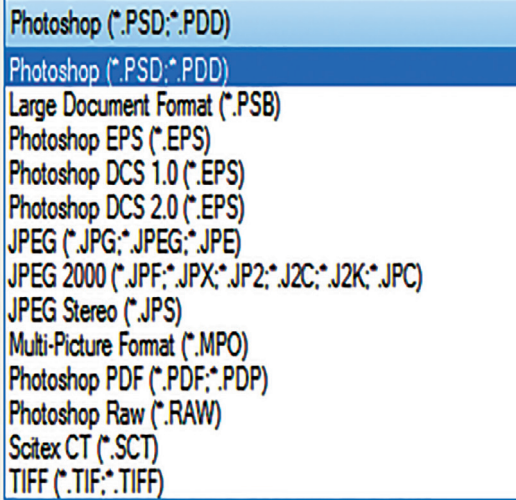 Photoshop (*.PSD;*.PDD)
Photoshop (*.PSD;*.PDD)
Large Document Format (*.PSB)
Photoshop EPS (*.EPS)
Photoshop DCS 1.0 (*.EPS)
Photoshop DCS 2.0 (*.EPS)
JPEG (*.JPG;*.JPEG;*.JPE)
JPEG 2000 (*.JPF;*.JPX;*.JP2;*.J2C;*.J2K;*.JPC)
JPEG Stereo (*.JPS)
Multi-Picture Format (*.MPO)
Photoshop PDF (*.PDF;*.PDP)
Photoshop Raw (*.RAW)
Scitex CT (*.SCT)
TIFF (*.TIF;*.TIFF)